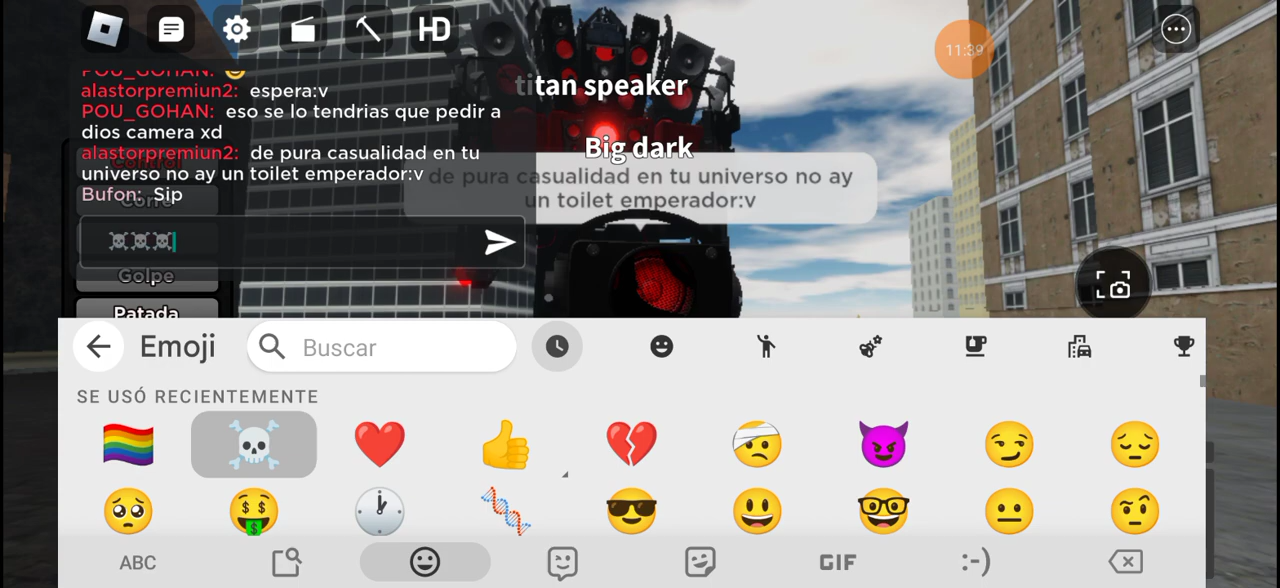 HD
11:39
POU_GOHAN: 😊
alastorpremiun2: espera:v
POU_GOHAN: eso se lo tendrias que pedir a
dios camera xd
alastorpremiun2: de pura casualidad en tu
universo no ay un toilet emperador:v
Bufon: Sip
☠☠☠
titan speaker
Big dark
de pura casualidad en tu universo no ay
un toilet emperador:v
Corre
Golpe
Patada
Emoji
Buscar
SE USÓ RECIENTEMENTE
ABC
GIF
:-)